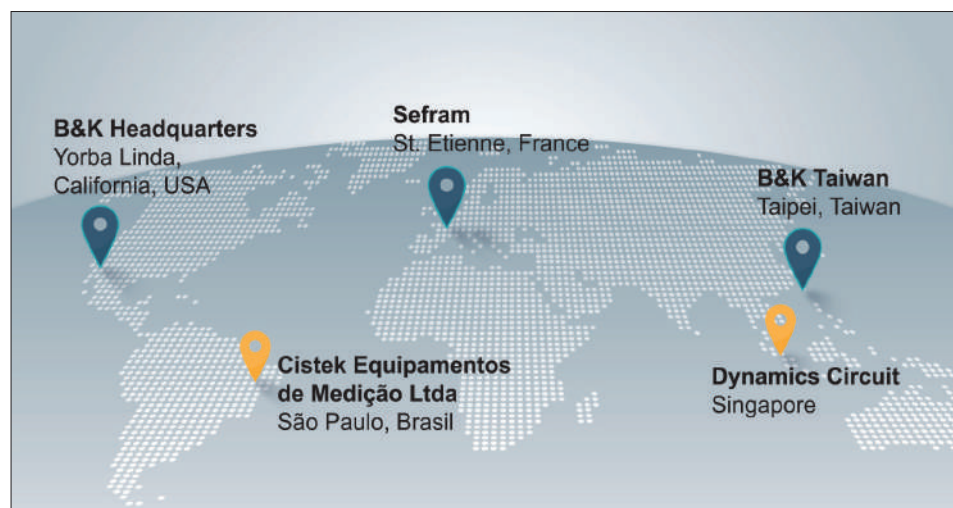 B&K Headquarters
Yorba Linda,
California, USA
Sefram
St. Etienne, France
B&K Taiwan
Taipei, Taiwan
Cistek Equipamentos
de Medição Ltda
São Paulo, Brasil
Dynamics Circuit
Singapore